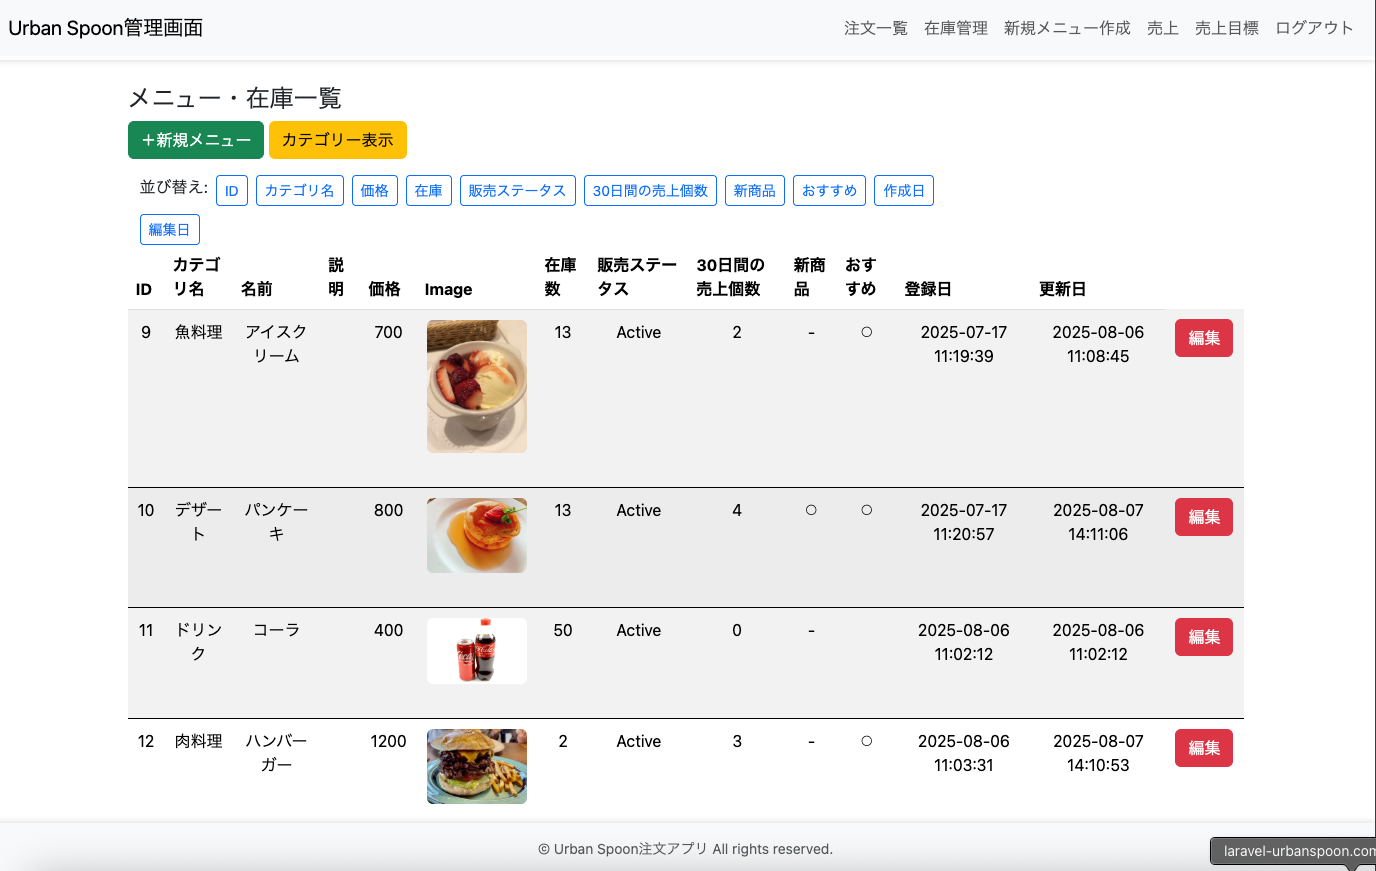 Urban Spoon管理画面
注文一覧 在庫管理 新規メニュー作成 売上 売上目標 ログアウト
メニュー・在庫一覧
＋新規メニュー カテゴリー表示
並び替え: ID カテゴリ名 価格 在庫 販売ステータス 30日間の売上個数 新商品 おすすめ 作成日
編集日
カテゴ 説 在庫 販売ステー 30日間の 新商 おす
ID リ名 名前 明 価格 Image 数 タス 売上個数 品 すめ 登録日 更新日
9 魚料理 アイスク 700 13 Active 2 - ○ 2025-07-17 2025-08-06 編集
リーム 11:19:39 11:08:45
10 デザー パンケー 800 13 Active 4 ○ ○ 2025-07-17 2025-08-07 編集
ト キ 11:20:57 14:11:06
11 ドリン コーラ 400 50 Active 0 - 2025-08-06 2025-08-06 編集
ク 11:02:12 11:02:12
12 肉料理 ハンバー 1200 2 Active 3 - ○ 2025-08-06 2025-08-07 編集
ガー 11:03:31 14:10:53
© Urban Spoon注文アプリ All rights reserved.
laravel-urbanspoon.com